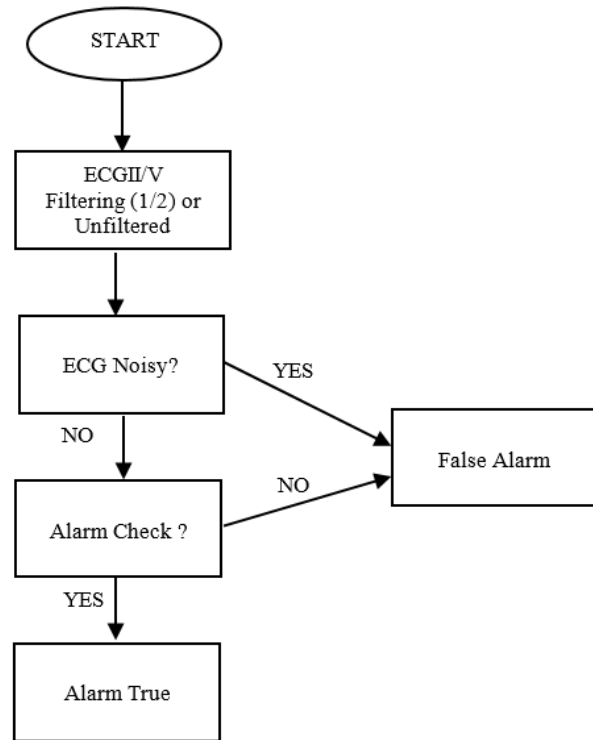 START
ECGII/V
Filtering (1/2) or
Unfiltered
ECG Noisy?
YES
NO
False Alarm
NO
Alarm Check ?
YES
Alarm True